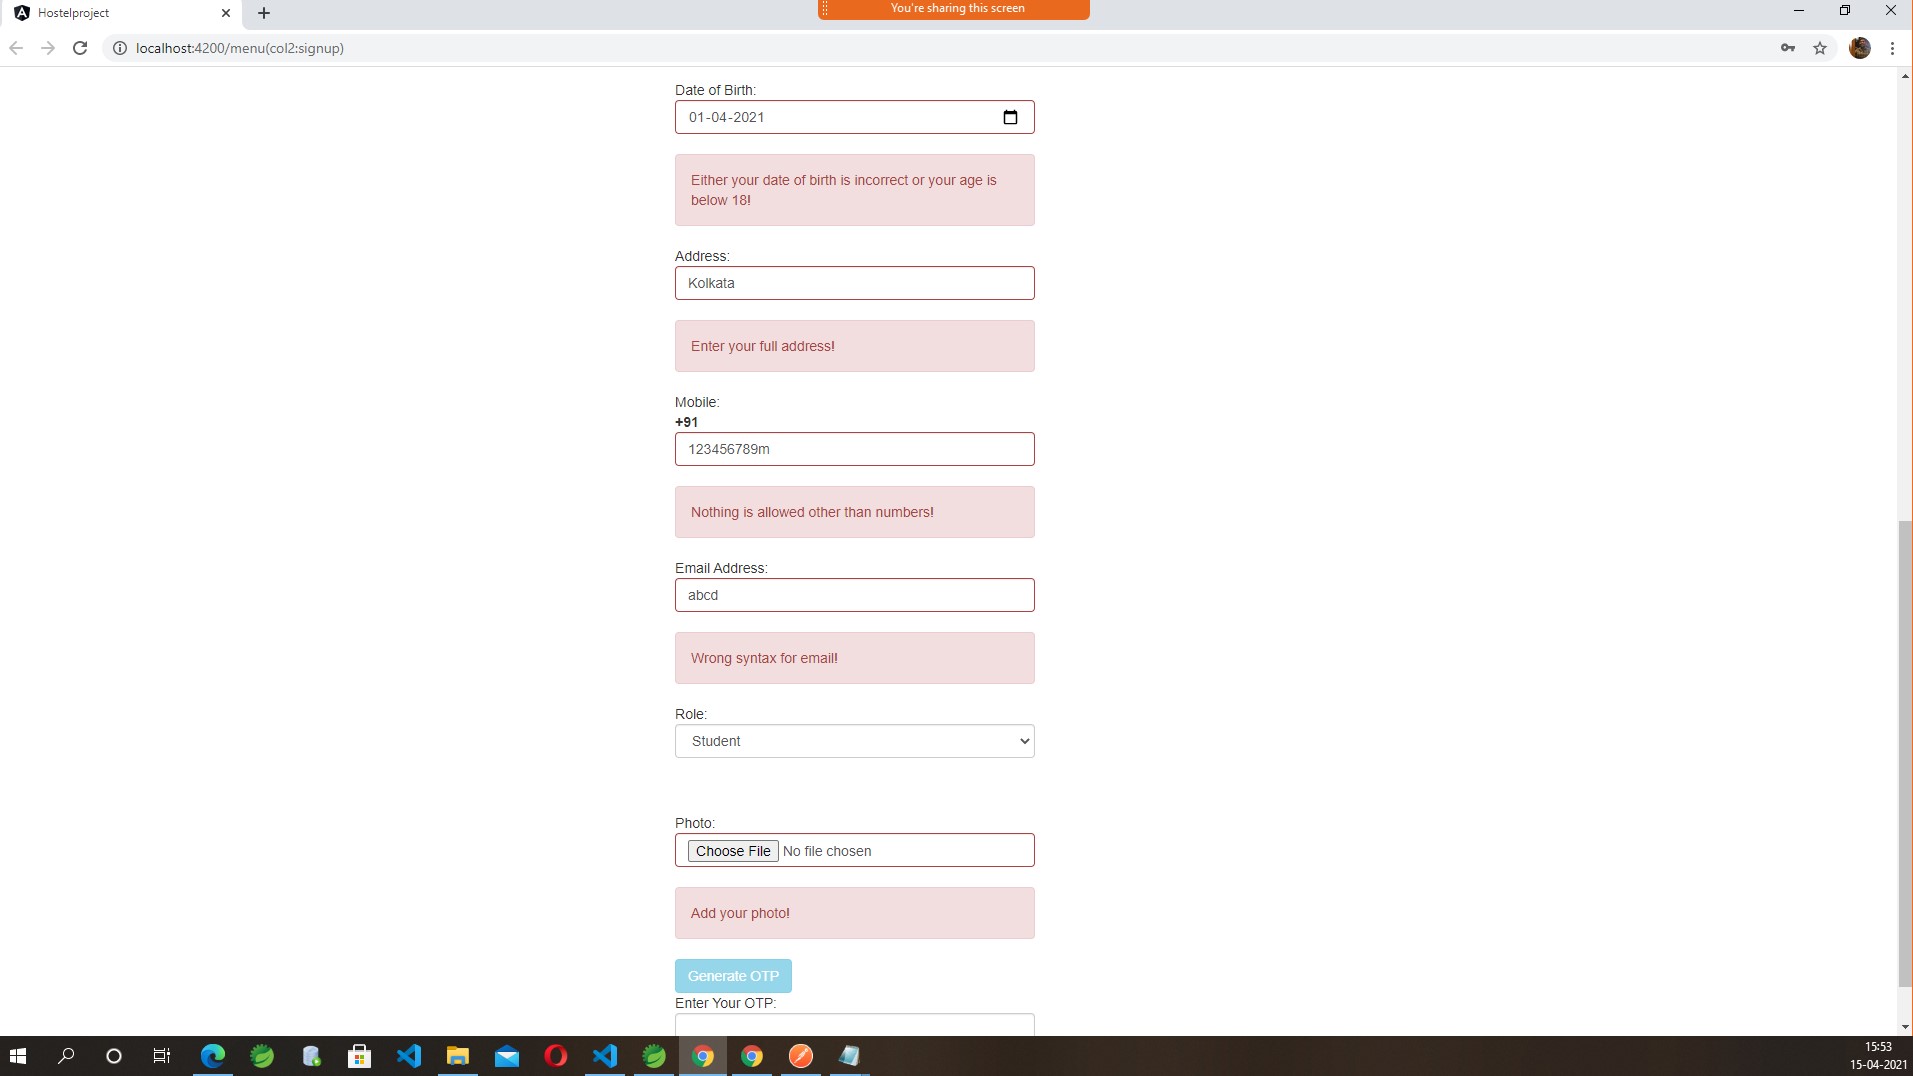 Hostelproject
You're sharing this screen
localhost:4200/menu(col2:signup)
Date of Birth:
01-04-2021
Either your date of birth is incorrect or your age is
below 18!
Address:
Kolkata
Enter your full address!
Mobile:
+91
123456789m
Nothing is allowed other than numbers!
Email Address:
abcd
Wrong syntax for email!
Role:
Student
Photo:
Choose File No file chosen
Add your photo!
Generate OTP
Enter Your OTP:
15:53
15-04-2021